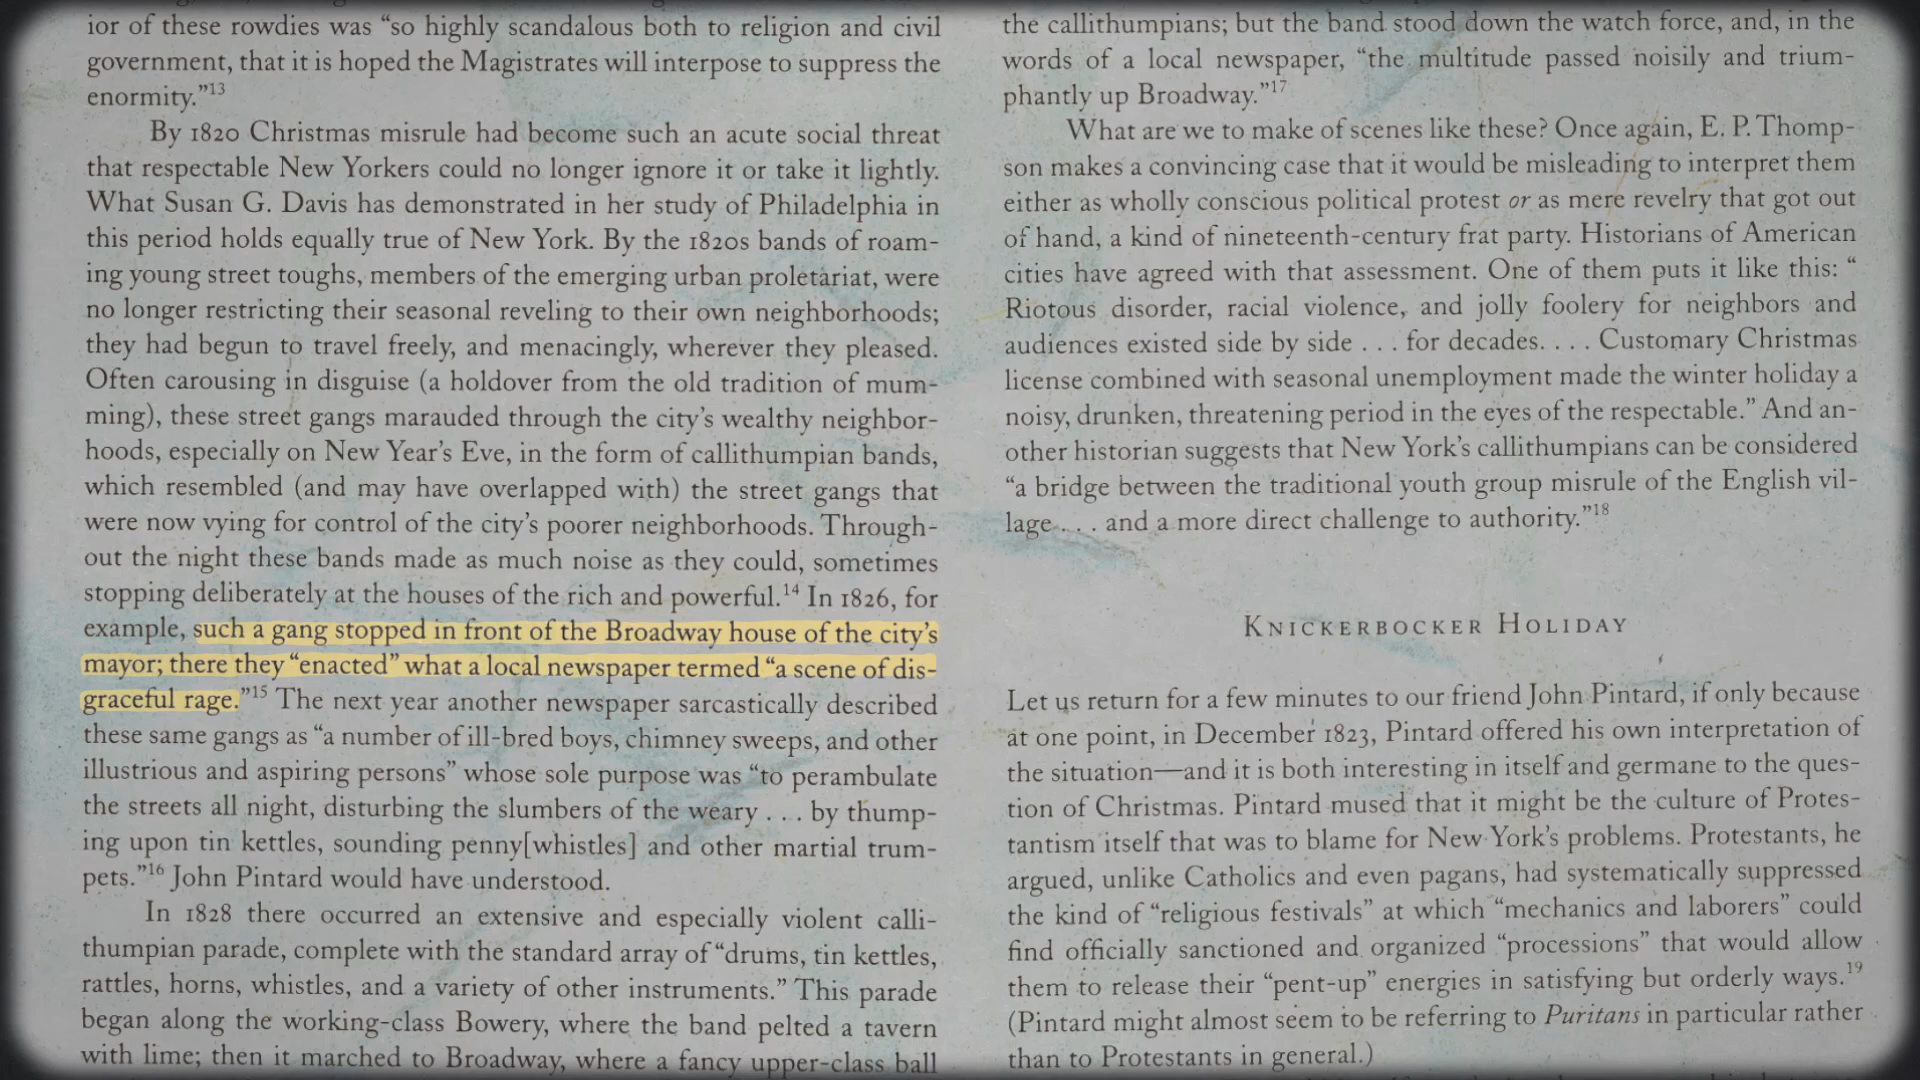 ior of these rowdies was “so highly scandalous both to religion and civil
government, that it is hoped the Magistrates will interpose to suppress the
enormity.”13
By 1820 Christmas misrule had become such an acute social threat
that respectable New Yorkers could no longer ignore it or take it lightly.
What Susan G. Davis has demonstrated in her study of Philadelphia in
this period holds equally true of New York. By the 1820s bands of roam-
ing young street toughs, members of the emerging urban proletariat, were
no longer restricting their seasonal reveling to their own neighborhoods;
they had begun to travel freely, and menacingly, wherever they pleased.
Often carousing in disguise (a holdover from the old tradition of mum-
ming), these street gangs marauded through the city’s wealthy neighbor-
hoods, especially on New Year’s Eve, in the form of callithumpian bands,
which resembled (and may have overlapped with) the street gangs that
were now vying for control of the city’s poorer neighborhoods. Through-
out the night these bands made as much noise as they could, sometimes
stopping deliberately at the houses of the rich and powerful.14 In 1826, for
example, such a gang stopped in front of the Broadway house of the city’s
mayor; there they “enacted” what a local newspaper termed “a scene of dis-
graceful rage.”15 The next year another newspaper sarcastically described
these same gangs as “a number of ill-bred boys, chimney sweeps, and other
illustrious and aspiring persons” whose sole purpose was “to perambulate
the streets all night, disturbing the slumbers of the weary . . . by thump-
ing upon tin kettles, sounding penny[whistles] and other martial trum-
pets.”16 John Pintard would have understood.
In 1828 there occurred an extensive and especially violent calli-
thumpian parade, complete with the standard array of “drums, tin kettles,
rattles, horns, whistles, and a variety of other instruments.” This parade
began along the working-class Bowery, where the band pelted a tavern
with lime; then it marched to Broadway, where a fancy upper-class ball
the callithumpians; but the band stood down the watch force, and, in the
words of a local newspaper, “the multitude passed noisily and trium-
phantly up Broadway.”17
What are we to make of scenes like these? Once again, E. P. Thomp-
son makes a convincing case that it would be misleading to interpret them
either as wholly conscious political protest or as mere revelry that got out
of hand, a kind of nineteenth-century frat party. Historians of American
cities have agreed with that assessment. One of them puts it like this: “
Riotous disorder, racial violence, and jolly foolery for neighbors and
audiences existed side by side . . . for decades. . . . Customary Christmas
license combined with seasonal unemployment made the winter holiday a
noisy, drunken, threatening period in the eyes of the respectable.” And an-
other historian suggests that New York’s callithumpians can be considered
“a bridge between the traditional youth group misrule of the English vil-
lage . . . and a more direct challenge to authority.”18
KNICKERBOCKER HOLIDAY
Let us return for a few minutes to our friend John Pintard, if only because
at one point, in December 1823, Pintard offered his own interpretation of
the situation—and it is both interesting in itself and germane to the ques-
tion of Christmas. Pintard mused that it might be the culture of Protes-
tantism itself that was to blame for New York’s problems. Protestants, he
argued, unlike Catholics and even pagans, had systematically suppressed
the kind of “religious festivals” at which “mechanics and laborers” could
find officially sanctioned and organized “processions” that would allow
them to release their “pent-up” energies in satisfying but orderly ways.19
(Pintard might almost seem to be referring to Puritans in particular rather
than to Protestants in general.)